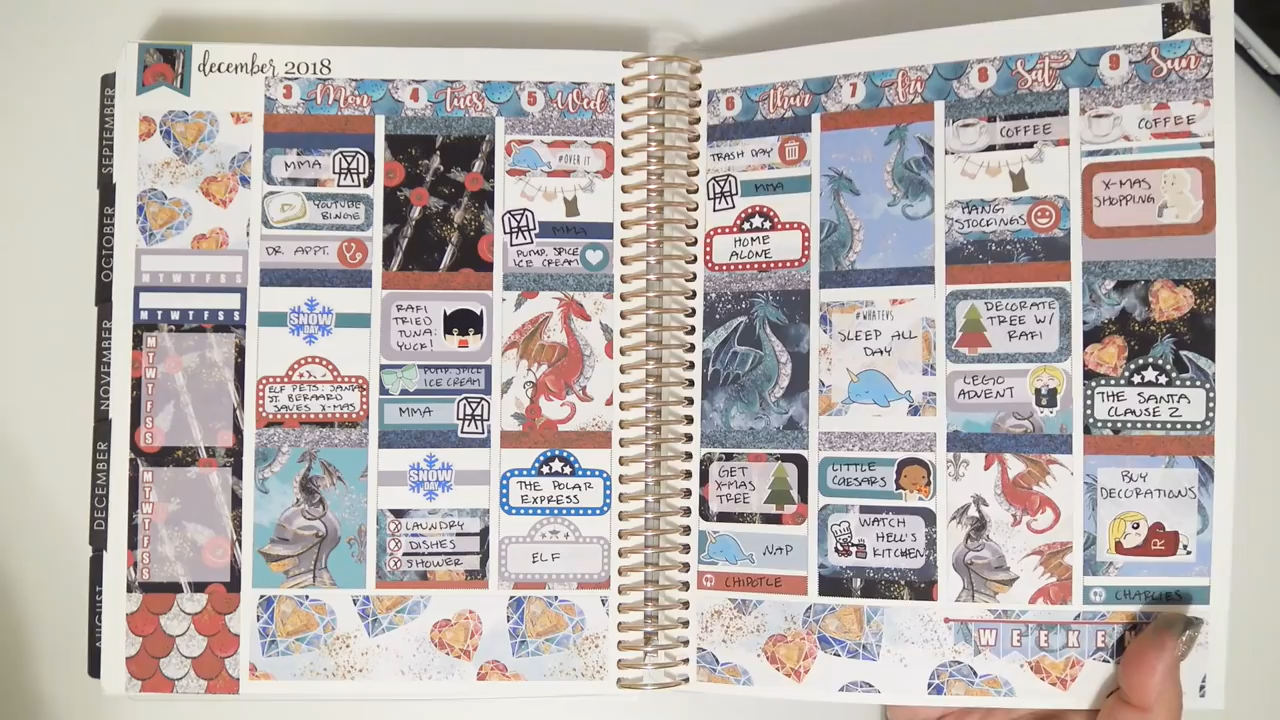 december 2018
SEPTEMBER
OCTOBER
NOVEMBER
DECEMBER
AUGUST
M T W T F S S
M T W T F S S
M T W T F S S
M T W T F S S
3 Mon
MMA
YOUTUBE
BINGE
DR. APPT.
SNOW
DAY
ELF PETS: SANTA'S
ST. BERNARD
SAVES X-MAS
4 Tues
RAFI
TRIED
TUNA:
YUCK!
PUMP. SPICE
ICE CREAM
MMA
SNOW
DAY
LAUNDRY
DISHES
SHOWER
5 Wed
#OVER IT
MMA
PUMP. SPICE
ICE CREAM
THE POLAR
EXPRESS
ELF
6 Thur
TRASH DAY
MMA
HOME
ALONE
GET
X-MAS
TREE
NAP
CHIPOTLE
7 Fri
#WHATEVS
SLEEP ALL
DAY
LITTLE
CAESARS
WATCH
HELL'S
KITCHEN
8 Sat
COFFEE
HANG
STOCKINGS
DECORATE
TREE W/
RAFI
LEGO
ADVENT
WEEKE
9 Sun
COFFEE
X-MAS
SHOPPING
THE SANTA
CLAUSE 2
BUY
DECORATIONS
R
CHARLIES